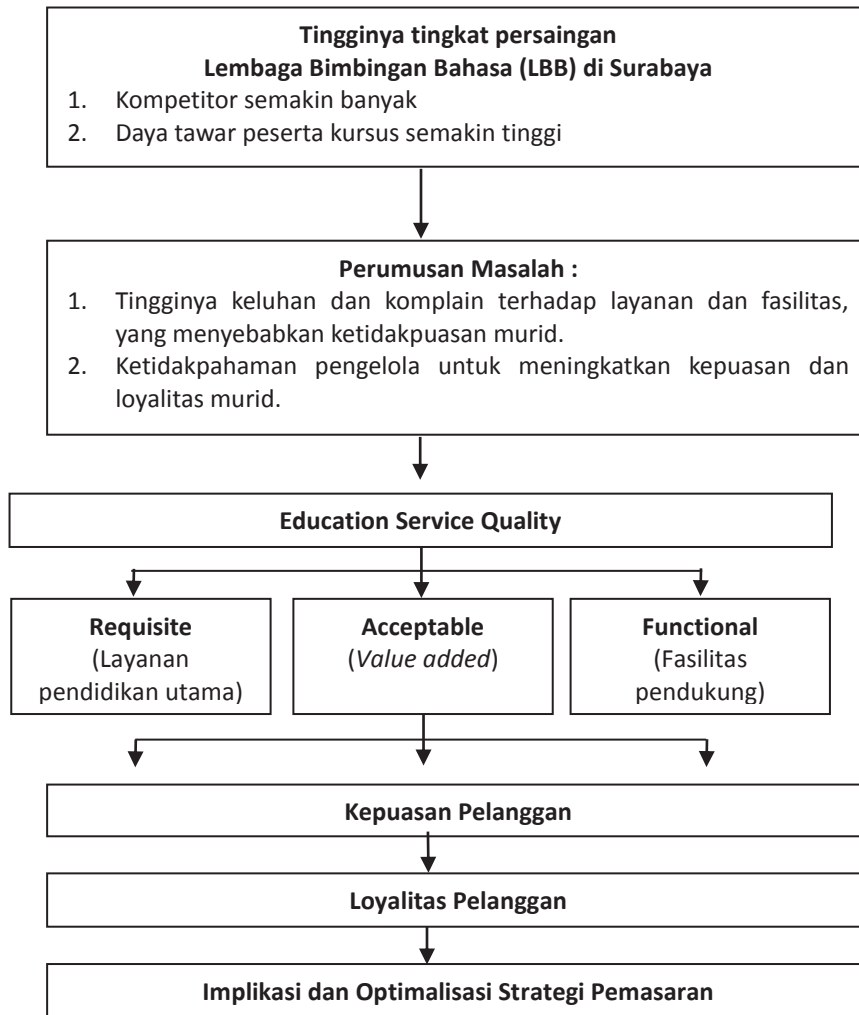 Tingginya tingkat persaingan
Lembaga Bimbingan Bahasa (LBB) di Surabaya
1. Kompetitor semakin banyak
2. Daya tawar peserta kursus semakin tinggi
Perumusan Masalah :
1. Tingginya keluhan dan komplain terhadap layanan dan fasilitas,
yang menyebabkan ketidakpuasan murid.
2. Ketidakpahaman pengelola untuk meningkatkan kepuasan dan
loyalitas murid.
Education Service Quality
Requisite
(Layanan
pendidikan utama)
Acceptable
(Value added)
Functional
(Fasilitas
pendukung)
Kepuasan Pelanggan
Loyalitas Pelanggan
Implikasi dan Optimalisasi Strategi Pemasaran